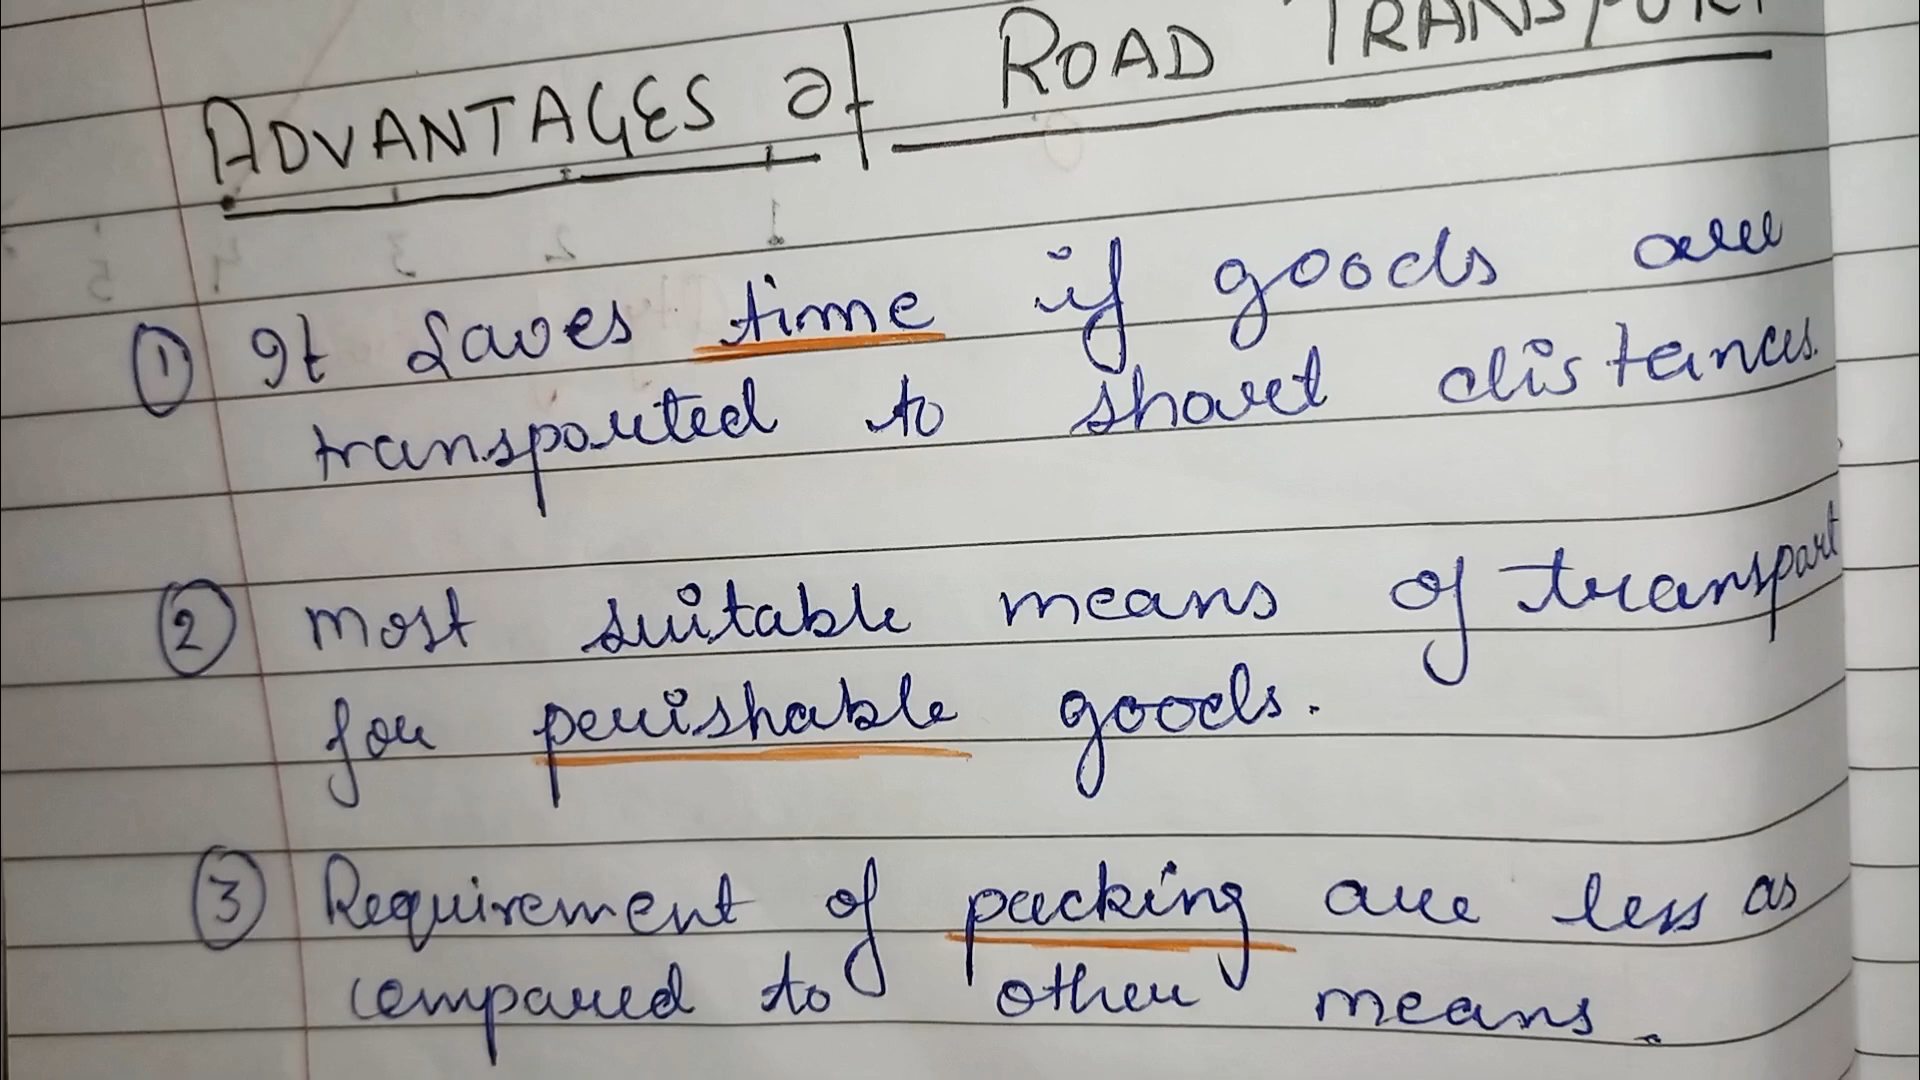 ADVANTAGES of ROAD TRANSPORT
① It saves time if goods are
transported to short distances.
② most suitable means of transport
for perishable goods.
③ Requirement of packing are less as
compared to other means.